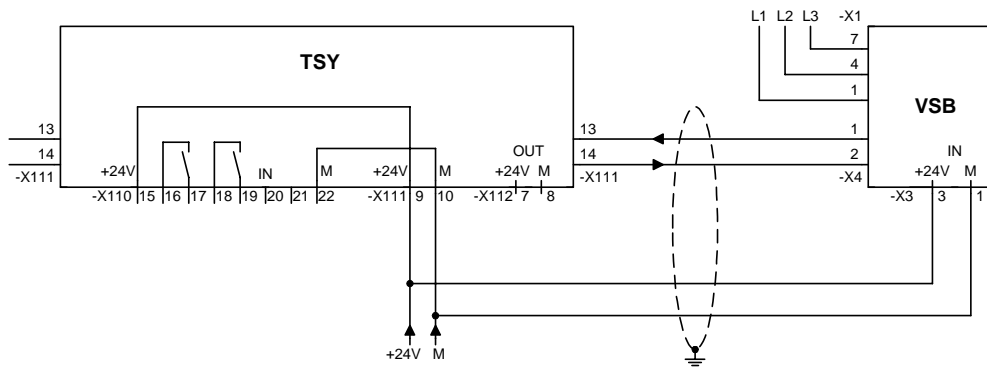 L1 L2 L3 -X1
7
TSY
4
1
VSB
13 13 1
OUT
14 14 2
IN
-X111 +24V IN M +24V M +24V M -X111 -X4 +24V M
-X110 15 16 17 18 19 20 21 22 -X111 9 10 -X112 7 8 -X3 3 1
+24V M